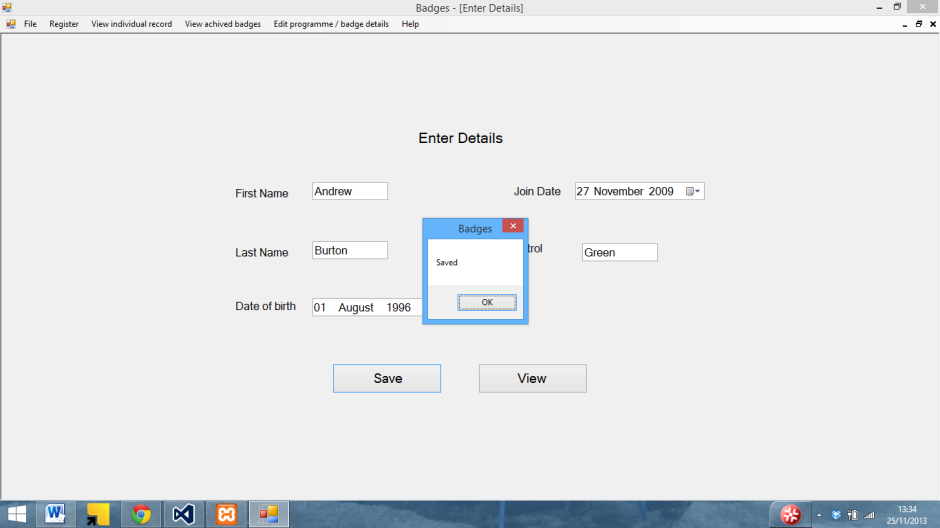 Badges - [Enter Details]
File Register View individual record View achived badges Edit programme / badge details Help
Enter Details
First Name Andrew Join Date 27 November 2009
Badges
Last Name Burton trol Green
Saved
Date of birth 01 August 1996
OK
Save View
13:34
25/11/2013